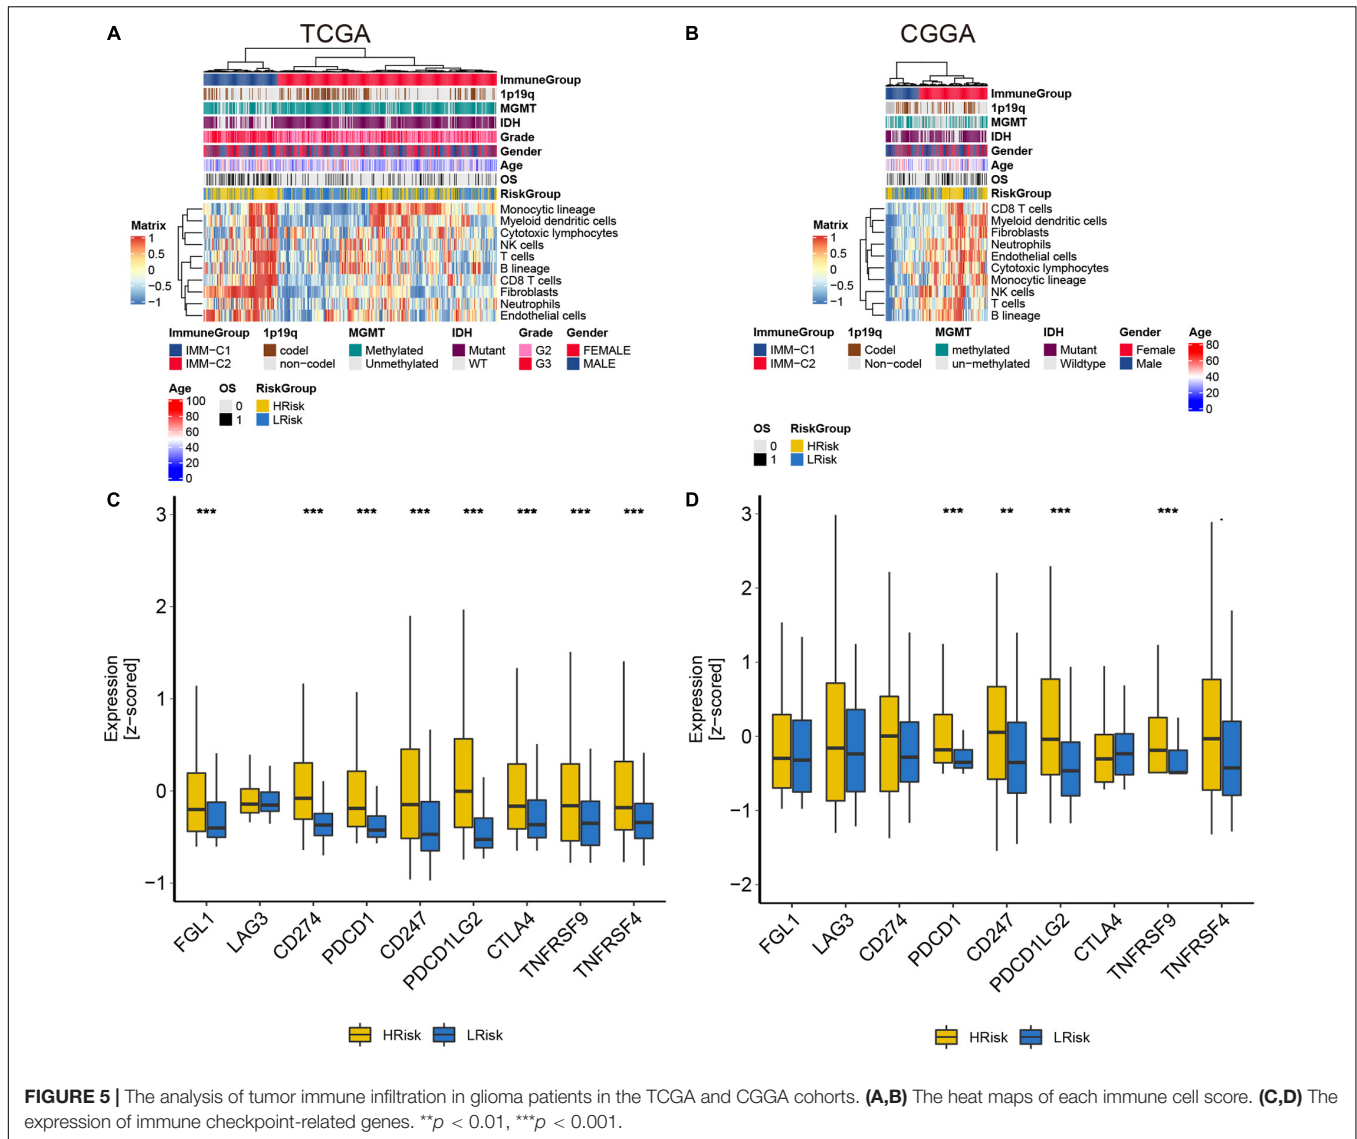 A
TCGA
ImmuneGroup
1p19q
MGMT
IDH
Grade
Gender
Age
OS
RiskGroup
Monocytic lineage
Myeloid dendritic cells
Cytotoxic lymphocytes
NK cells
T cells
B lineage
CD8 T cells
Fibroblasts
Neutrophils
Endothelial cells
Matrix
1
0.5
0
−0.5
−1
ImmuneGroup 1p19q MGMT IDH Grade Gender
IMM−C1 codel Methylated Mutant G2 FEMALE
IMM−C2 non−codel Unmethylated WT G3 MALE
Age OS RiskGroup
100
80
60
40
20
0
0 HRisk
1 LRisk
B
CGGA
ImmuneGroup
1p19q
MGMT
IDH
Gender
Age
OS
RiskGroup
CD8 T cells
Myeloid dendritic cells
Fibroblasts
Neutrophils
Endothelial cells
Cytotoxic lymphocytes
Monocytic lineage
NK cells
T cells
B lineage
Matrix
1
0.5
0
−0.5
−1
ImmuneGroup 1p19q MGMT IDH Gender Age
IMM−C1 Codel methylated Mutant Female
IMM−C2 Non−codel un−methylated Wildtype Male
80
60
40
20
0
OS RiskGroup
0 HRisk
1 LRisk
C
Expression
[z−scored]
3
2
1
0
−1
*** *** *** *** *** *** *** ***
FGL1 LAG3 CD274 PDCD1 CD247 PDCD1LG2 CTLA4 TNFRSF9 TNFRSF4
HRisk LRisk
D
Expression
[z−scored]
3
2
1
0
−1
−2
*** ** *** *** .
FGL1 LAG3 CD274 PDCD1 CD247 PDCD1LG2 CTLA4 TNFRSF9 TNFRSF4
HRisk LRisk
FIGURE 5 | The analysis of tumor immune infiltration in glioma patients in the TCGA and CGGA cohorts. (A,B) The heat maps of each immune cell score. (C,D) The
expression of immune checkpoint-related genes. **p < 0.01, ***p < 0.001.